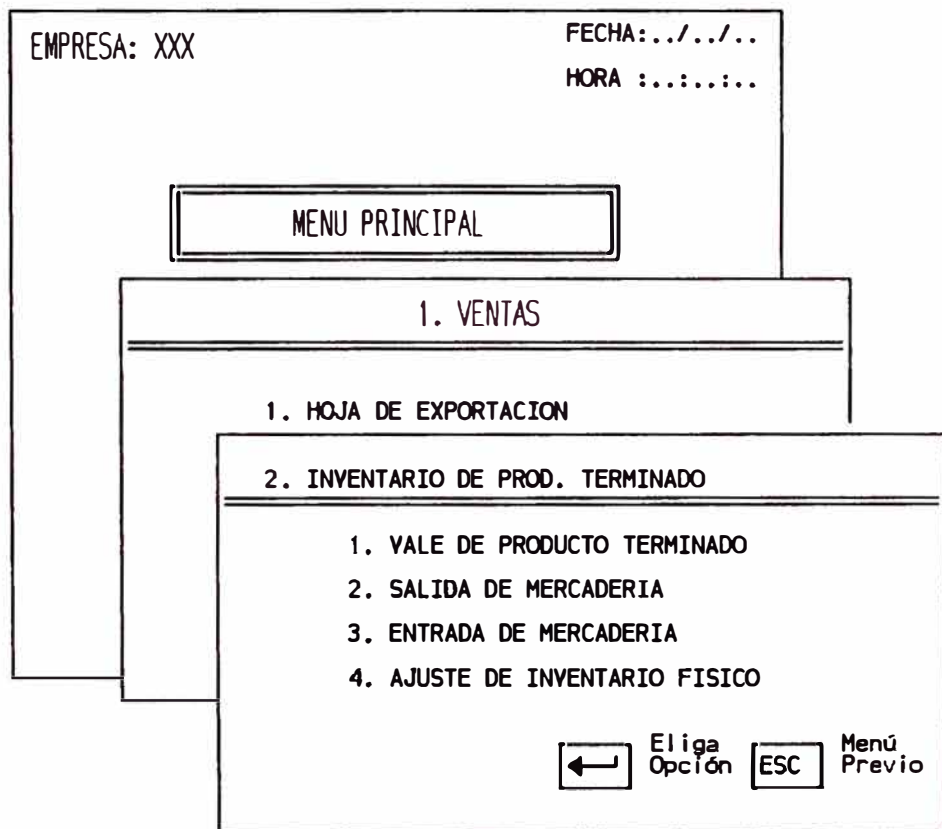 EMPRESA: XXX
FECHA:../../..
HORA :..:..:..
MENU PRINCIPAL
1. VENTAS
1. HOJA DE EXPORTACION
2. INVENTARIO DE PROD. TERMINADO
1. VALE DE PRODUCTO TERMINADO
2. SALIDA DE MERCADERIA
3. ENTRADA DE MERCADERIA
4. AJUSTE DE INVENTARIO FISICO
Eliga
Opción
ESC
Menú
Previo